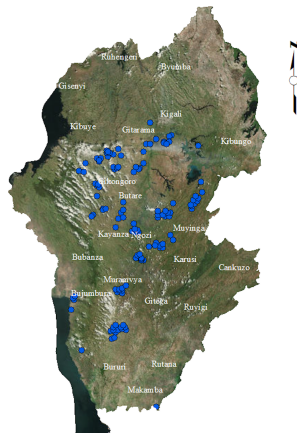 Ruhengeri
Byumba
Gisenyi
Kigali
Kibuye
Gitarama
Kibungo
Gikongoro
Butare
Kayanza
Ngozi
Muyinga
Bubanza
Karusi
Cankuzo
Muramvya
Bujumbura
Gitega
Ruyigi
Bururi
Rutana
Makamba